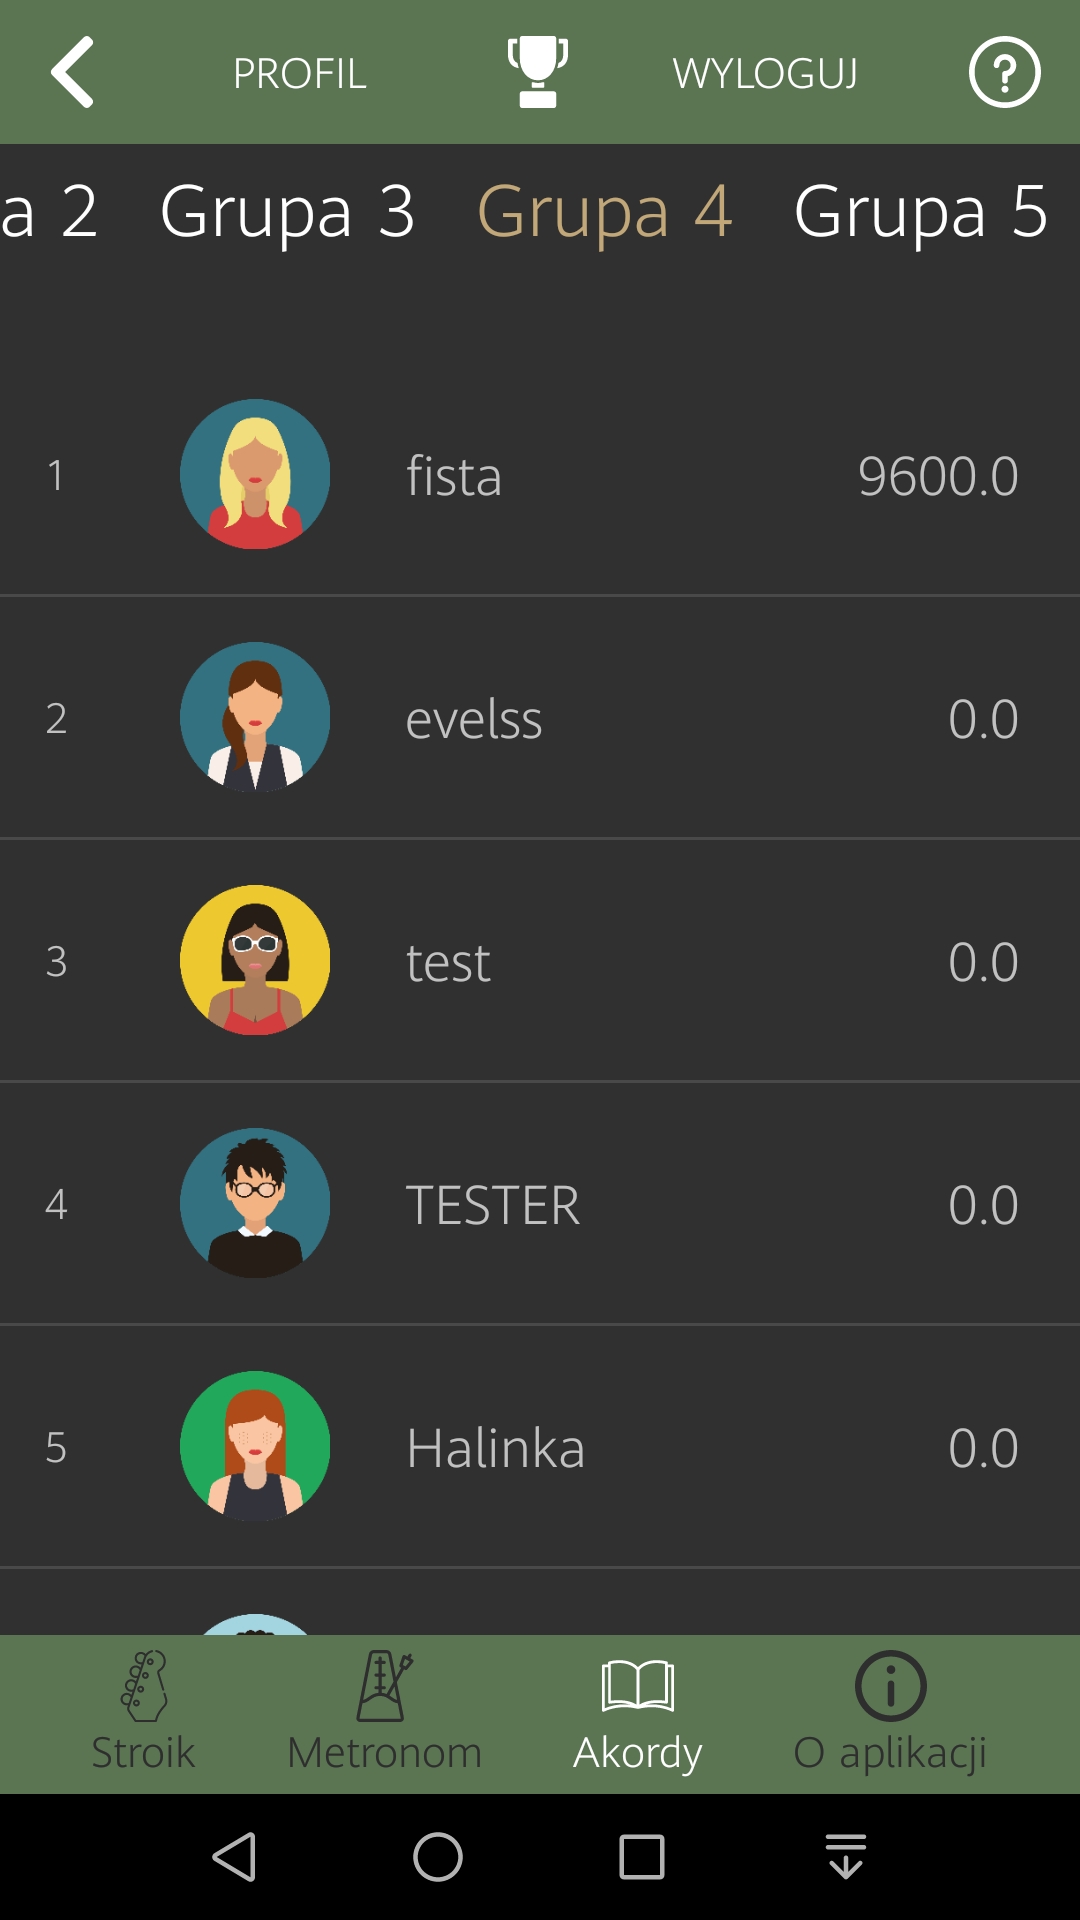 PROFIL WYLOGUJ
a 2 Grupa 3 Grupa 4 Grupa 5
1 fista 9600.0
2 evelss 0.0
3 test 0.0
4 TESTER 0.0
5 Halinka 0.0
Stroik Metronom Akordy O aplikacji